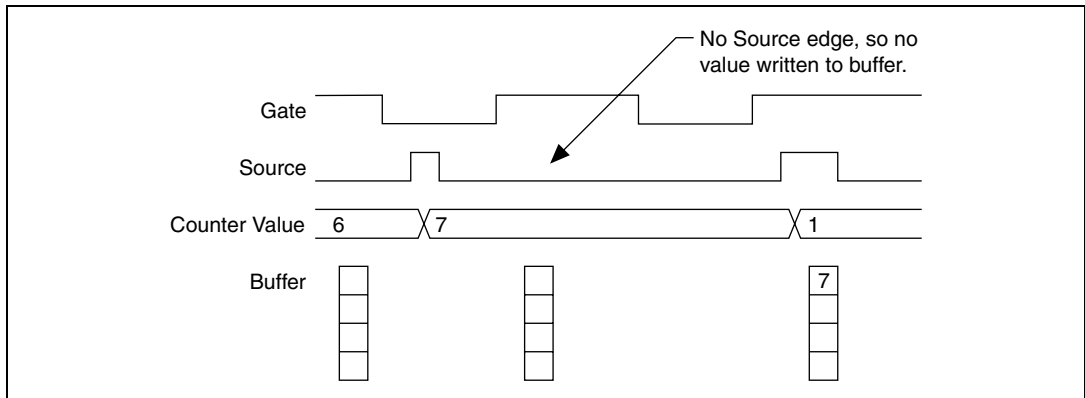 No Source edge, so no
value written to buffer.
Gate
Source
Counter Value 6 7 1
Buffer
7